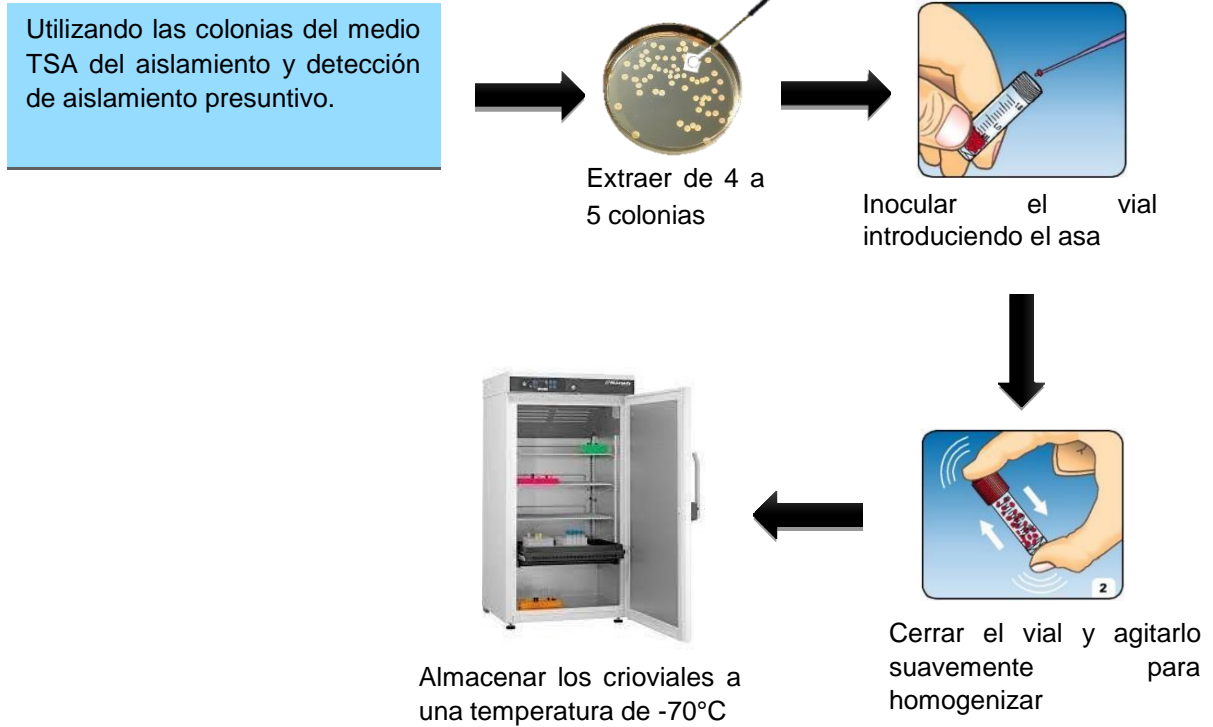 Utilizando las colonias del medio
TSA del aislamiento y detección
de aislamiento presuntivo.
Extraer de 4 a
5 colonias
Inocular el vial
introduciendo el asa
2
Cerrar el vial y agitarlo
suavemente para
homogenizar
Almacenar los crioviales a
una temperatura de -70°C